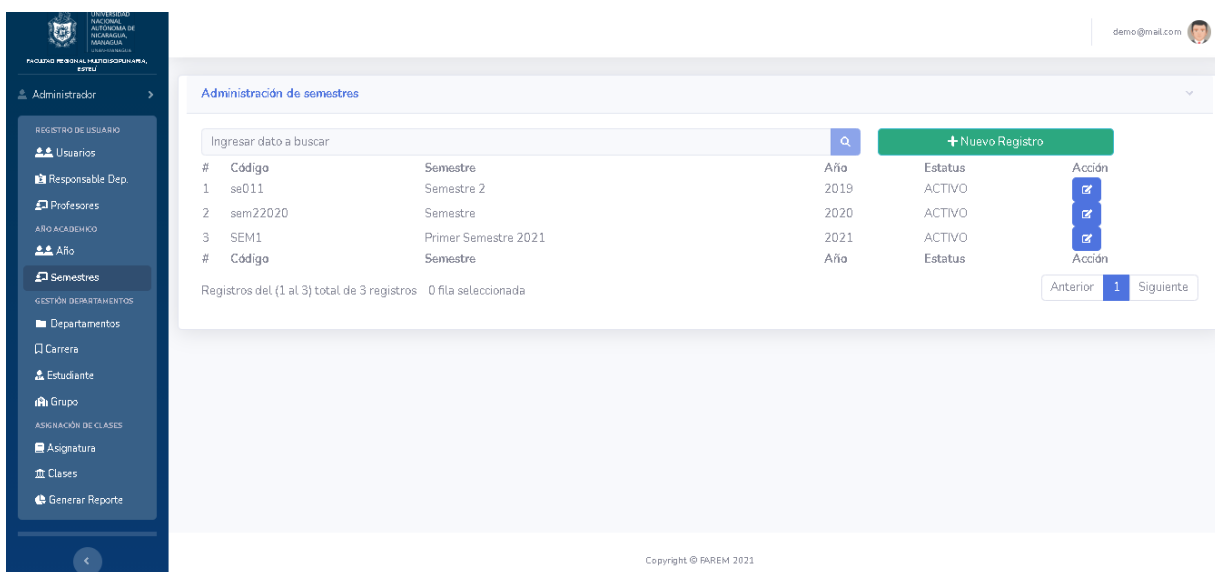 UNIVERSIDAD
NACIONAL
AUTÓNOMA DE
NICARAGUA,
MANAGUA
UNAN-MANAGUA
FACULTAD REGIONAL MULTIDISCIPLINARIA,
ESTELÍ
demo@mail.com
Administrador
REGISTRO DE USUARIO
Usuarios
Responsable Dep.
Profesores
AÑO ACADEMICO
Año
Semestres
GESTIÓN DEPARTAMENTOS
Departamentos
Carrera
Estudiante
Grupo
ASIGNACIÓN DE CLASES
Asignatura
Clases
Generar Reporte
Administración de semestres
Ingresar dato a buscar
+ Nuevo Registro
# Código Semestre Año Estatus Acción
1 se011 Semestre 2 2019 ACTIVO
2 sem22020 Semestre 2020 ACTIVO
3 SEM1 Primer Semestre 2021 2021 ACTIVO
# Código Semestre Año Estatus Acción
Registros del (1 al 3) total de 3 registros 0 fila seleccionada
Anterior 1 Siguiente
Copyright © FAREM 2021